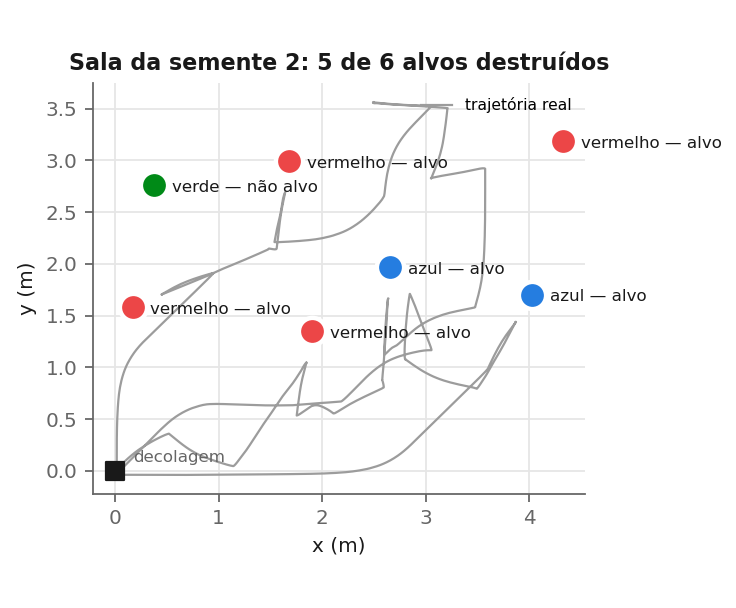 Sala da semente 2: 5 de 6 alvos destruídos
3.5
trajetória real
vermelho — alvo
3.0
vermelho — alvo
verde — não alvo
2.5
2.0
azul — alvo
azul — alvo
1.5
vermelho — alvo
vermelho — alvo
1.0
0.5
decolagem
0.0
y (m)
0 1 2 3 4
x (m)